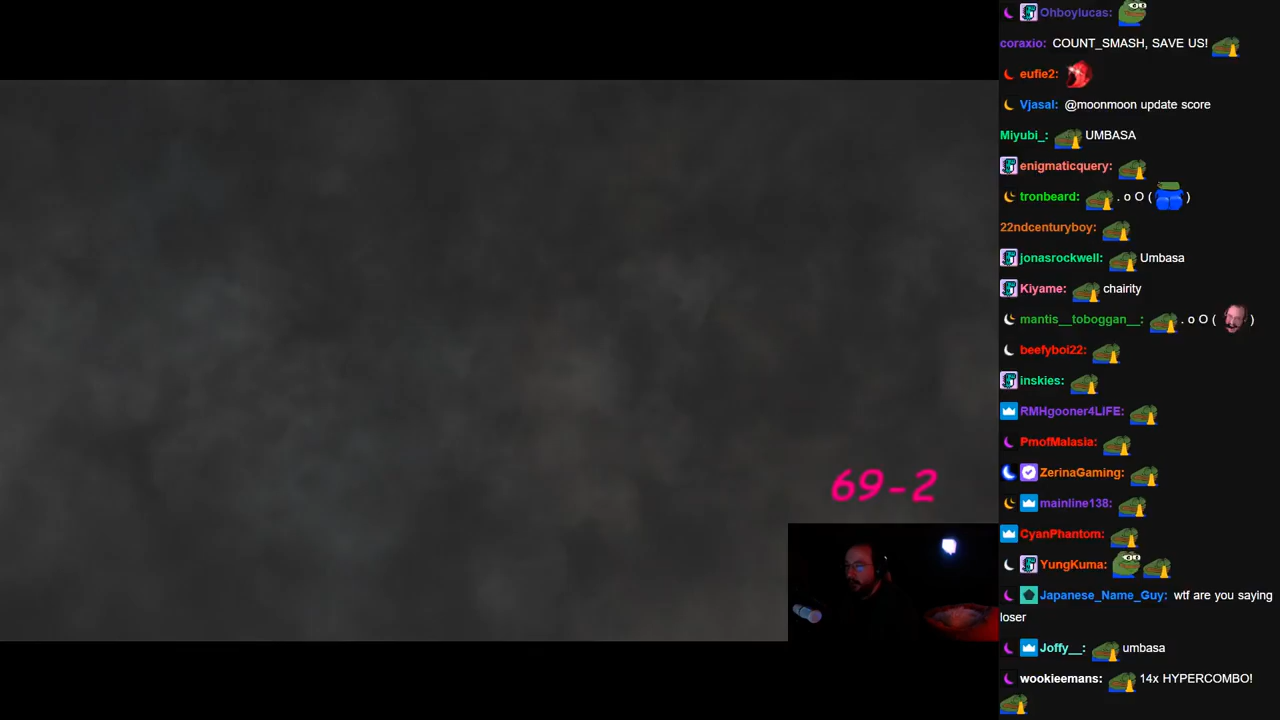 Ohboylucas:
coraxio: COUNT_SMASH, SAVE US!
eufie2:
Vjasal: @moonmoon update score
Miyubi_: UMBASA
enigmaticquery:
tronbeard: . o O ( )
22ndcenturyboy:
jonasrockwell: Umbasa
Kiyame: chairity
mantis__toboggan__: . o O ( )
beefyboi22:
inskies:
RMHgooner4LIFE:
PmofMalasia:
ZerinaGaming:
69-2
mainline138:
CyanPhantom:
YungKuma:
Japanese_Name_Guy: wtf are you saying
loser
Joffy__: umbasa
wookieemans: 14x HYPERCOMBO!